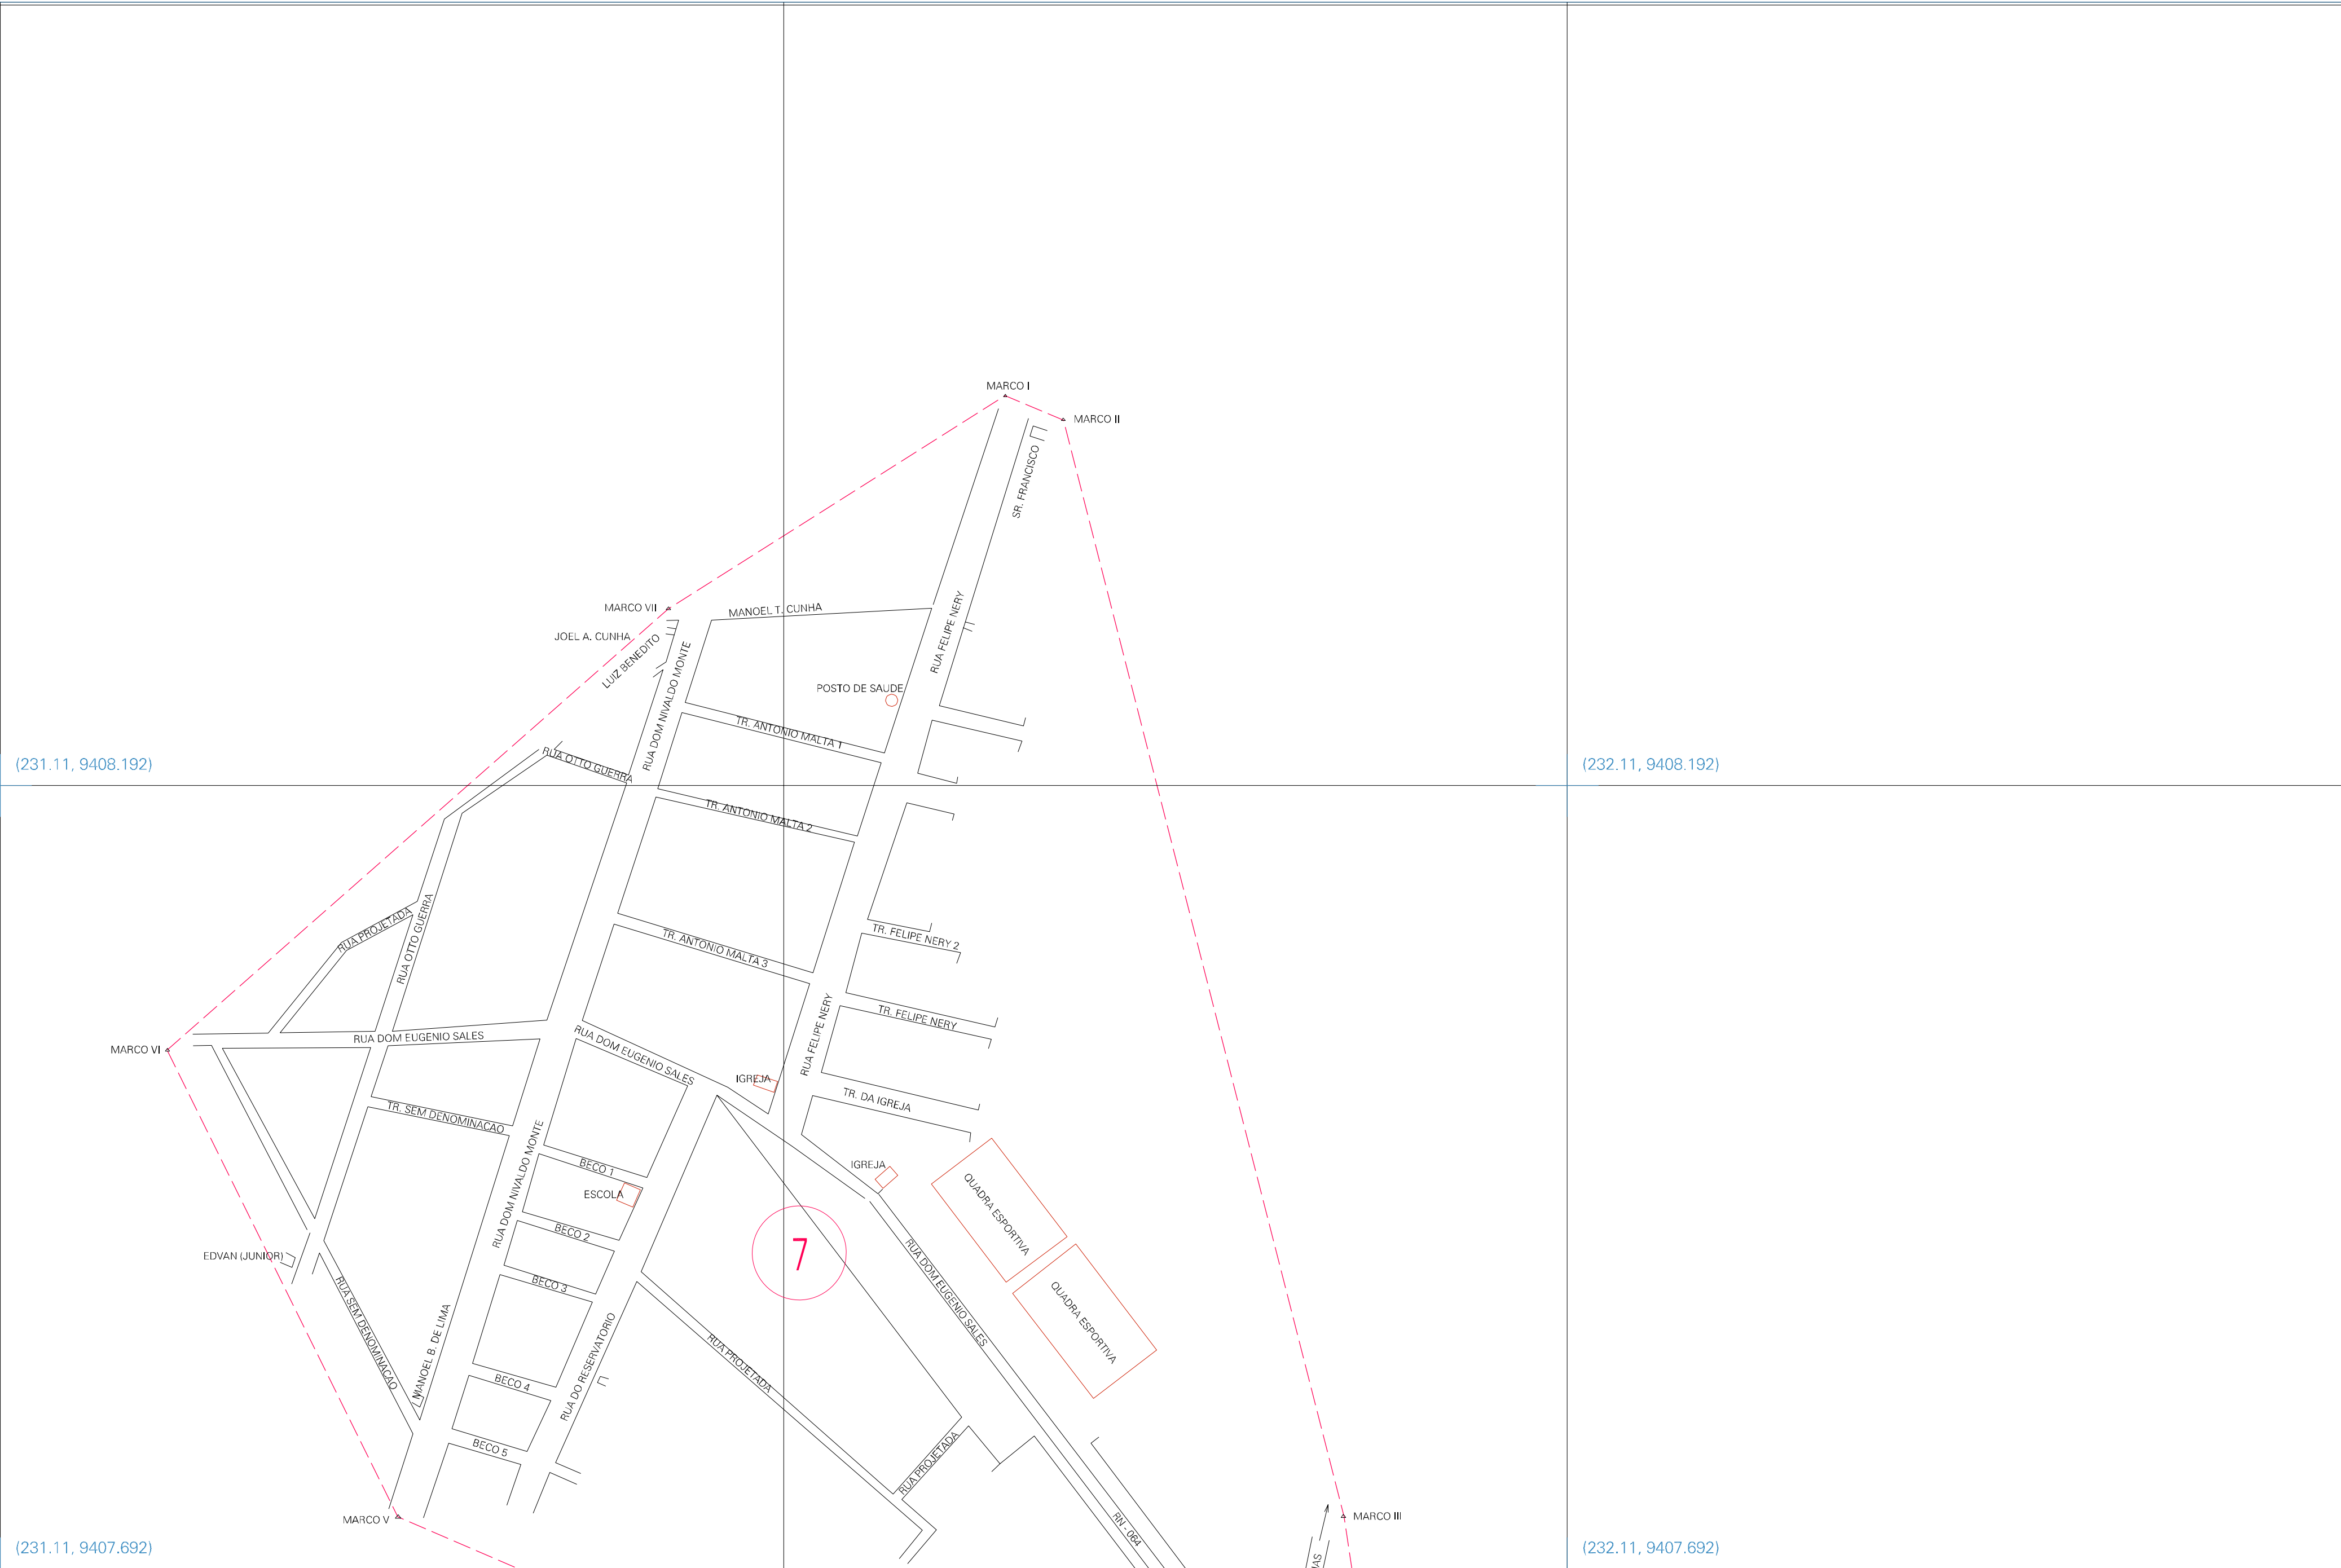 MARCO I
MARCO II
SR. FRANCISCO
MARCO VII
MANOEL T. CUNHA
JOEL A. CUNHA
LUIZ BENEDITO
RUA FELIPE NERY
RUA DOM NIVALDO MONTE
POSTO DE SAUDE
TR. ANTONIO MALTA 1
RUA OTTO GUERRA
(231.11, 9408.192)
(232.11, 9408.192)
TR. ANTONIO MALTA 2
RUA PROJETADA
RUA OTTO GUERRA
TR. ANTONIO MALTA 3
TR. FELIPE NERY 2
TR. FELIPE NERY
RUA FELIPE NERY
MARCO VI
RUA DOM EUGENIO SALES
RUA DOM EUGENIO SALES
IGREJA
TR. DA IGREJA
TR. SEM DENOMINACAO
RUA DOM NIVALDO MONTE
BECO 1
IGREJA
ESCOLA
QUADRA ESPORTIVA
BECO 2
7
EDVAN (JUNIOR)
BECO 3
RUA DOM EUGENIO SALES
QUADRA ESPORTIVA
RUA SEM DENOMINACAO
MANOEL B. DE LIMA
RUA DO RESERVATORIO
RUA PROJETADA
BECO 4
BECO 5
RUA PROJETADA
MARCO V
RN - 064
MARCO III
(231.11, 9407.692)
(232.11, 9407.692)